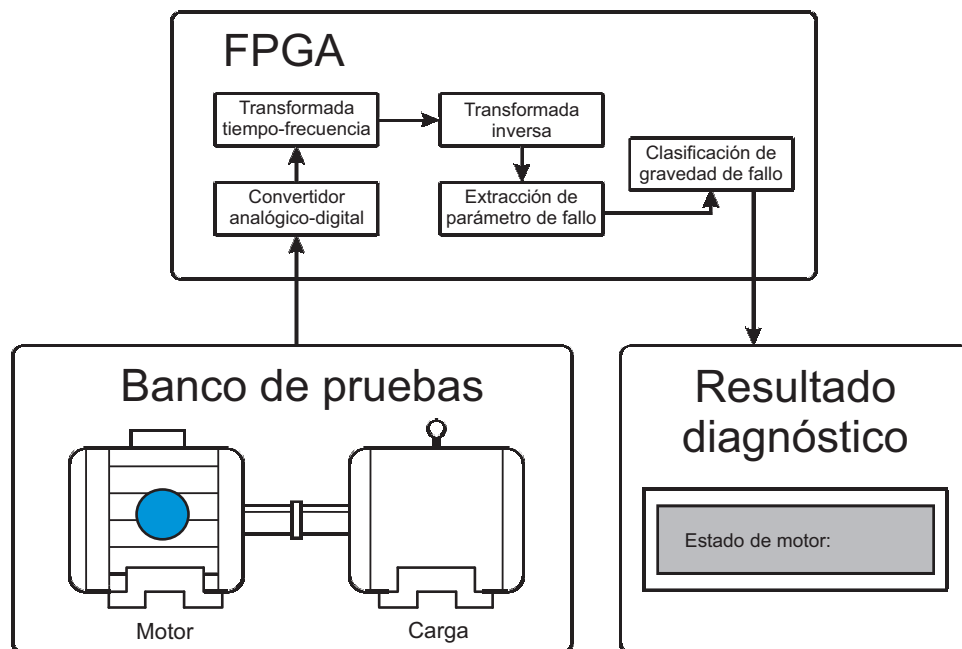 FPGA
Transformada
tiempo-frecuencia
Transformada
inversa
Clasificación de
gravedad de fallo
Convertidor
analógico-digital
Extracción de
parámetro de fallo
Banco de pruebas
Motor
Carga
Resultado
diagnóstico
Estado de motor: